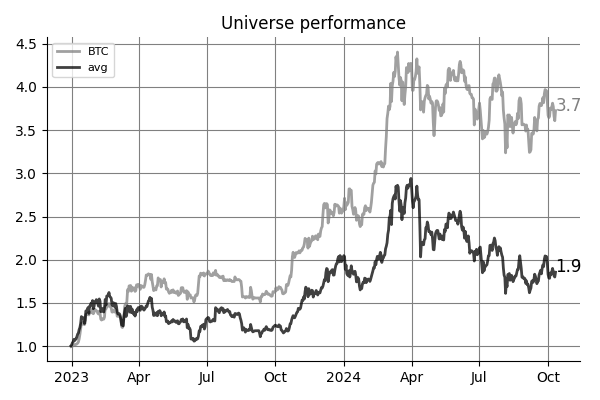 Universe performance
BTC
avg
4.5
4.0
3.5
3.0
2.5
2.0
1.5
1.0
3.7
1.9
2023
Apr
Jul
Oct
2024
Apr
Jul
Oct